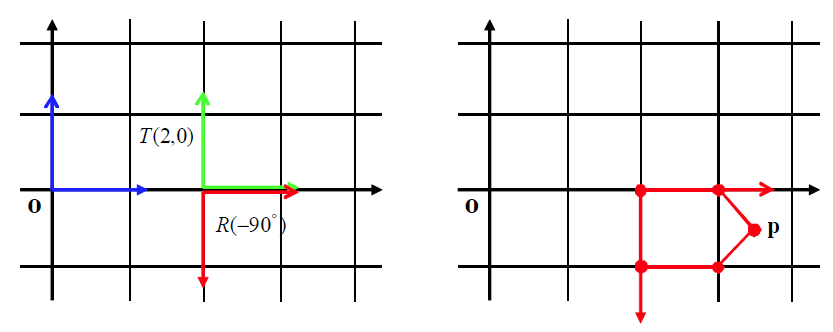 T(2,0)
O
R(−90°)
O
p